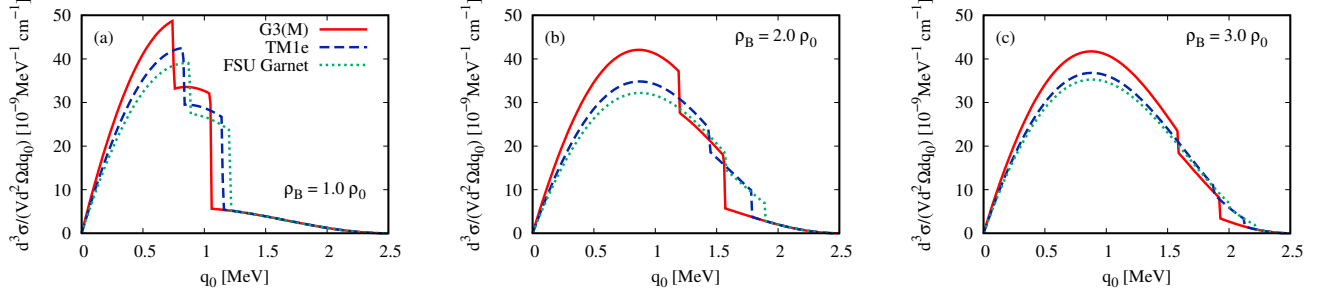 d³σ/(Vd²Ωdq₀) [10⁻⁹MeV⁻¹ cm⁻¹]
50
40
30
20
10
0
(a)
G3(M)
TM1e
FSU Garnet
ρ_B = 1.0 ρ₀
0 0.5 1 1.5 2 2.5
q₀ [MeV]
d³σ/(Vd²Ωdq₀) [10⁻⁹MeV⁻¹ cm⁻¹]
50
40
30
20
10
0
(b)
ρ_B = 2.0 ρ₀
0 0.5 1 1.5 2 2.5
q₀ [MeV]
d³σ/(Vd²Ωdq₀) [10⁻⁹MeV⁻¹ cm⁻¹]
50
40
30
20
10
0
(c)
ρ_B = 3.0 ρ₀
0 0.5 1 1.5 2 2.5
q₀ [MeV]